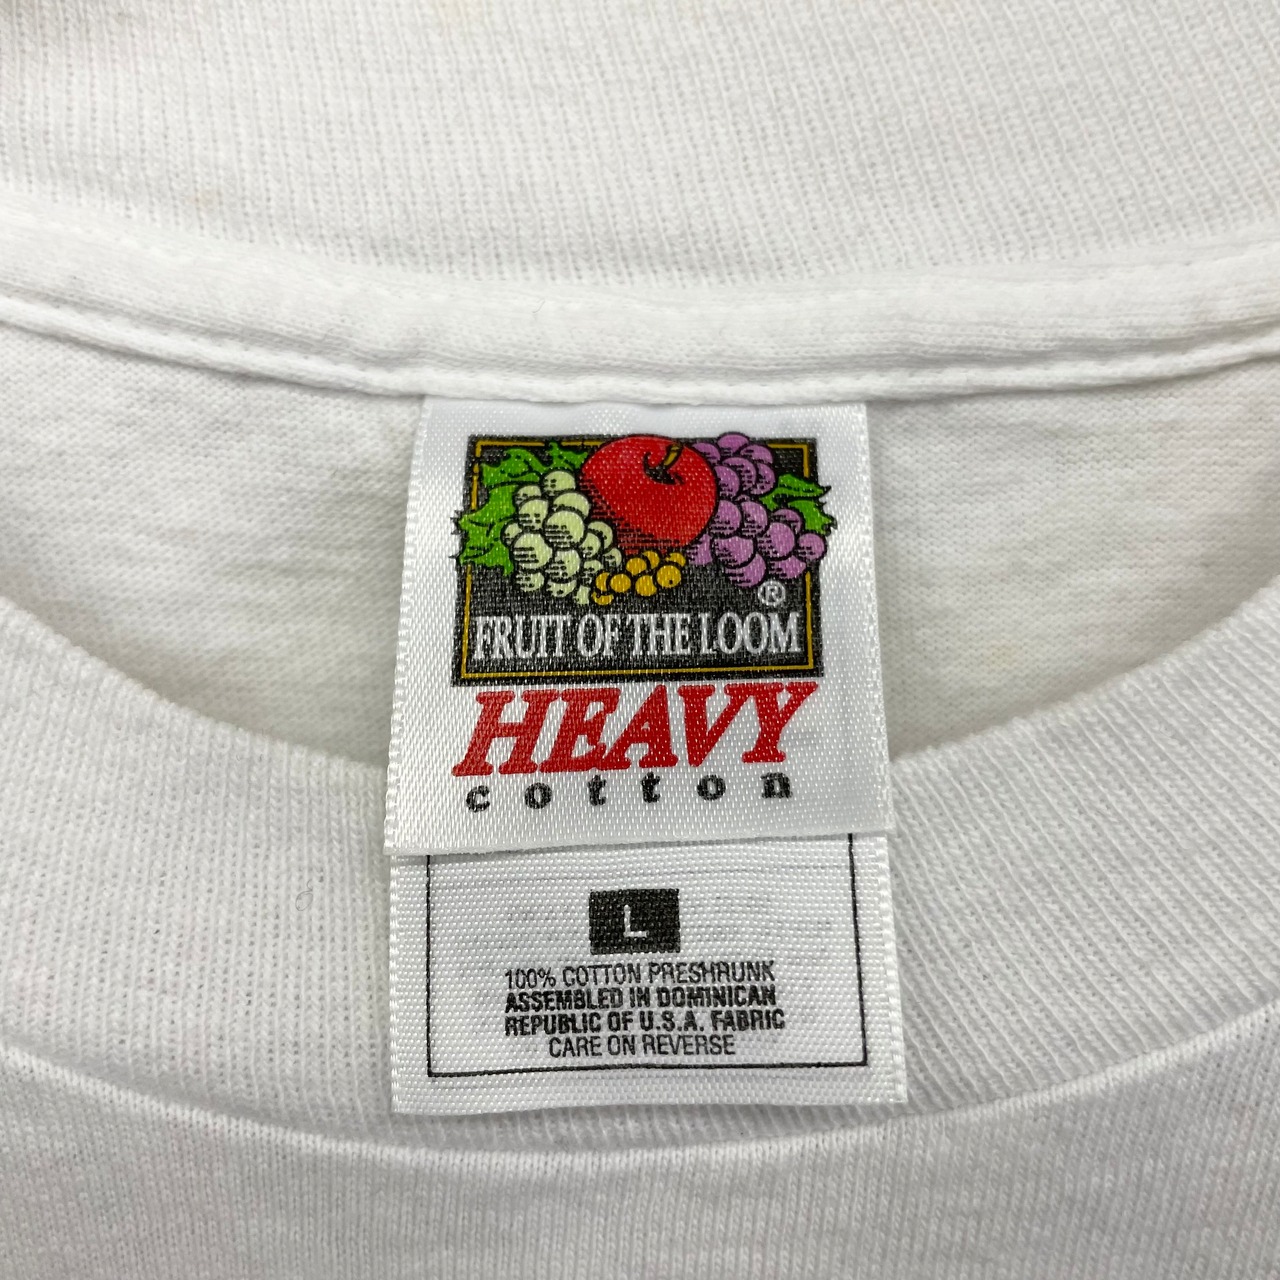 ®
FRUIT OF THE LOOM
HEAVY
cotton
L
100% COTTON PRESHRUNK
ASSEMBLED IN DOMINICAN
REPUBLIC OF U.S.A. FABRIC
CARE ON REVERSE